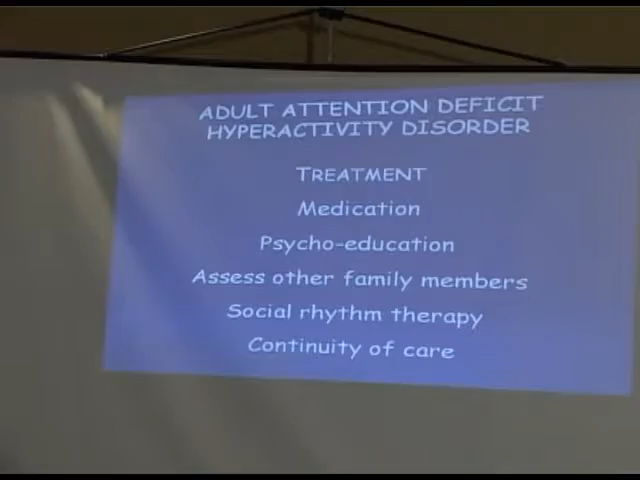 ADULT ATTENTION DEFICIT
HYPERACTIVITY DISORDER
TREATMENT
Medication
Psycho-education
Assess other family members
Social rhythm therapy
Continuity of care